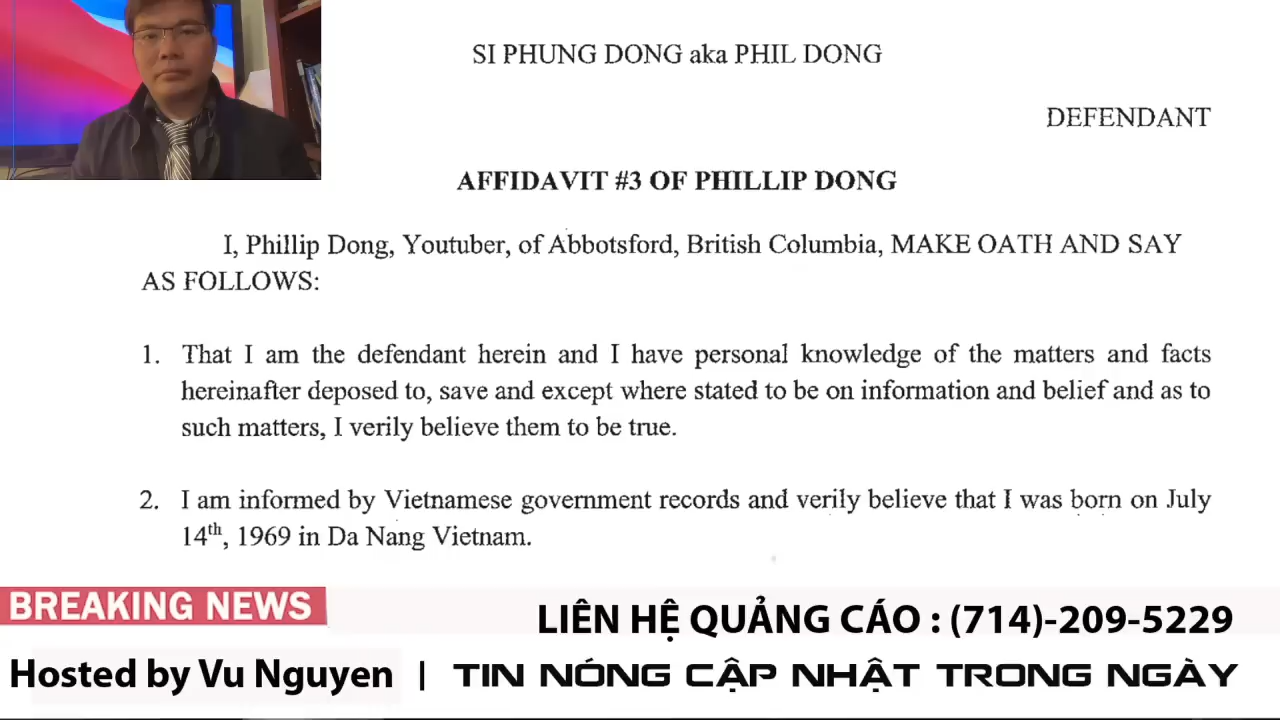 SI PHUNG DONG aka PHIL DONG
DEFENDANT
AFFIDAVIT #3 OF PHILLIP DONG
I, Phillip Dong, Youtuber, of Abbotsford, British Columbia, MAKE OATH AND SAY
AS FOLLOWS:
1. That I am the defendant herein and I have personal knowledge of the matters and facts
hereinafter deposed to, save and except where stated to be on information and belief and as to
such matters, I verily believe them to be true.
2. I am informed by Vietnamese government records and verily believe that I was born on July
14th, 1969 in Da Nang Vietnam.
BREAKING NEWS
LIÊN HỆ QUẢNG CÁO : (714)-209-5229
Hosted by Vu Nguyen | TIN NÓNG CẬP NHẬT TRONG NGÀY